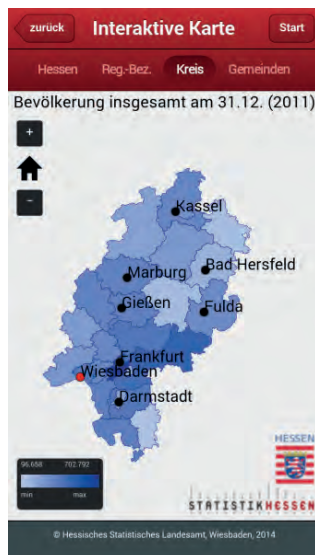 zurück Interaktive Karte Start
Hessen Reg.-Bez. Kreis Gemeinden
Bevölkerung insgesamt am 31.12. (2011)
+
−
Kassel
Bad Hersfeld
Marburg
Gießen
Fulda
Frankfurt
Wiesbaden
Darmstadt
96.658 702.792
min max
HESSEN
STATISTIKHESSEN
© Hessisches Statistisches Landesamt, Wiesbaden, 2014